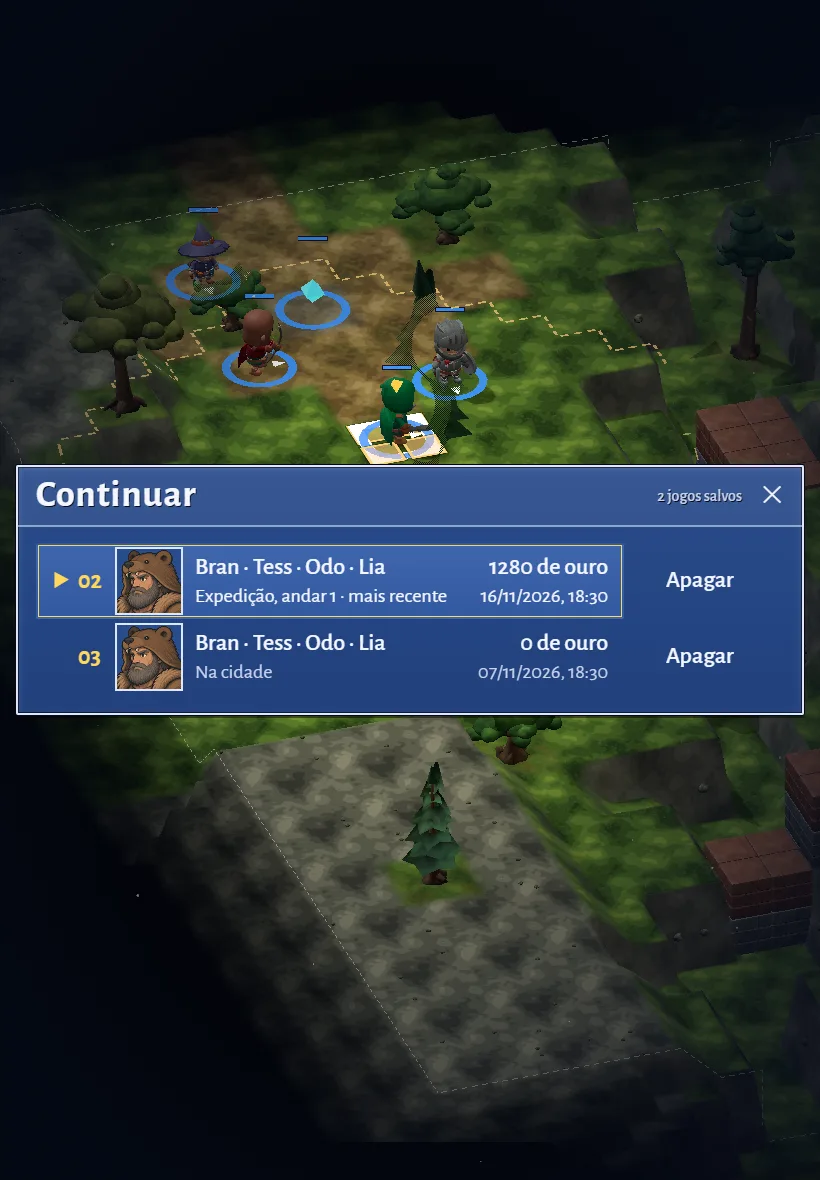 Continuar
2 jogos salvos
02
Bran · Tess · Odo · Lia
1280 de ouro
Expedição, andar 1 · mais recente
16/11/2026, 18:30
Apagar
03
Bran · Tess · Odo · Lia
0 de ouro
Na cidade
07/11/2026, 18:30
Apagar